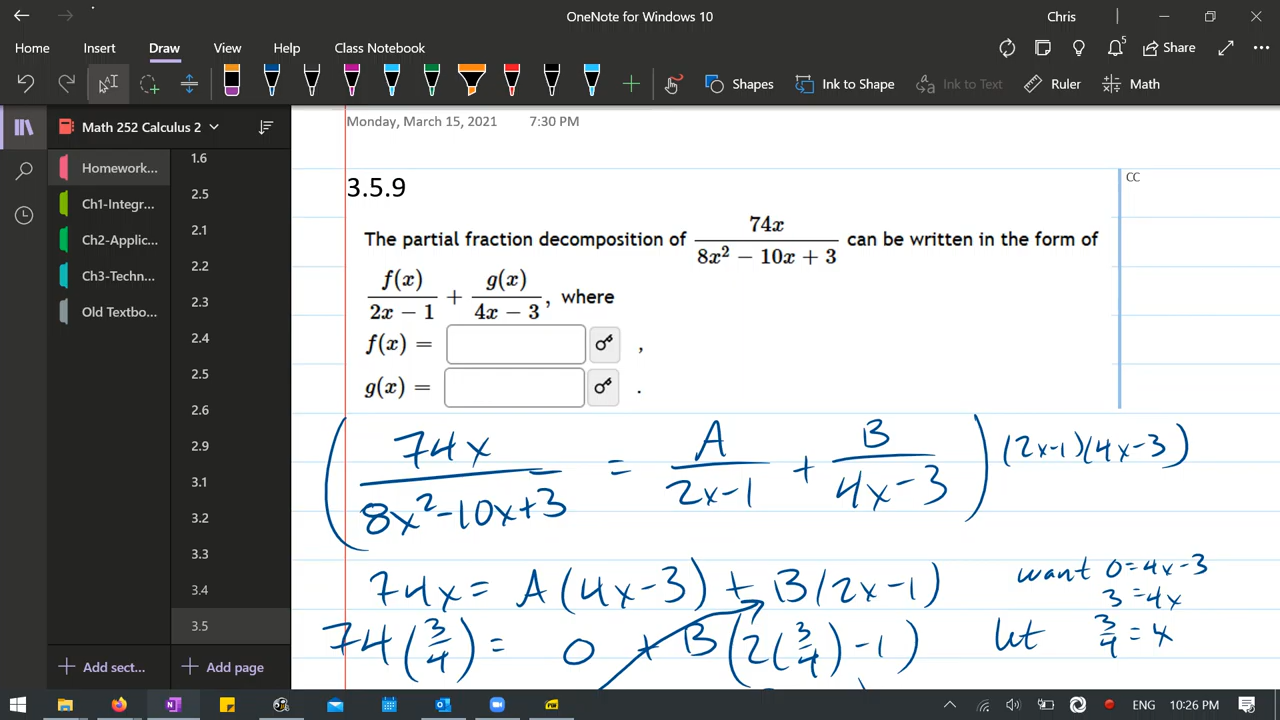 OneNote for Windows 10
Chris
Home Insert Draw View Help Class Notebook
5 Share
Shapes Ink to Shape Ink to Text Ruler Math
Math 252 Calculus 2
Homework...
Ch1-Integr...
Ch2-Applic...
Ch3-Techn...
Old Textbo...
Add sect...
1.6
2.5
2.1
2.2
2.3
2.4
2.5
2.6
2.9
3.1
3.2
3.3
3.4
3.5
Add page
Monday, March 15, 2021 7:30 PM
3.5.9
CC
The partial fraction decomposition of 74x / (8x² − 10x + 3) can be written in the form of
f(x) / (2x − 1) + g(x) / (4x − 3), where
f(x) = ,
g(x) = .
(74x / (8x²-10x+3) = A / (2x-1) + B / (4x-3)) (2x-1)(4x-3)
74x = A(4x-3) + B(2x-1)
want 0=4x-3
3=4x
74(3/4) = 0 + B(2(3/4)-1)
let 3/4 = x
ENG 10:26 PM